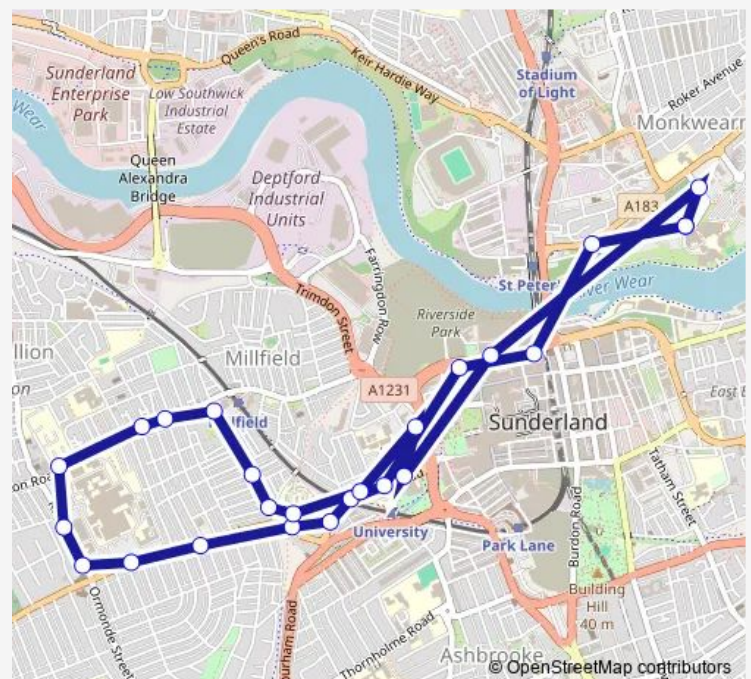 Queen's Road
Keir Hardie Way
Sunderland
Enterprise
Park
Low Southwick
Industrial
Estate
Stadium
of Light
Roker Avenue
Wear
Queen
Alexandra
Bridge
Monkwearm
Deptford
Industrial
Units
A183
Farringdon Row
St Peter
River Wear
Trimdon Street
Riverside
Park
llion
Millfield
on
A1231
East E
Sunderland
Tatham Street
on Roa
University
Park Lane
Burdon Road
Ormonde Street
Building
Hill
40 m
urham Road
Thornholme Road
Ashbrooke
© OpenStreetMap contributors